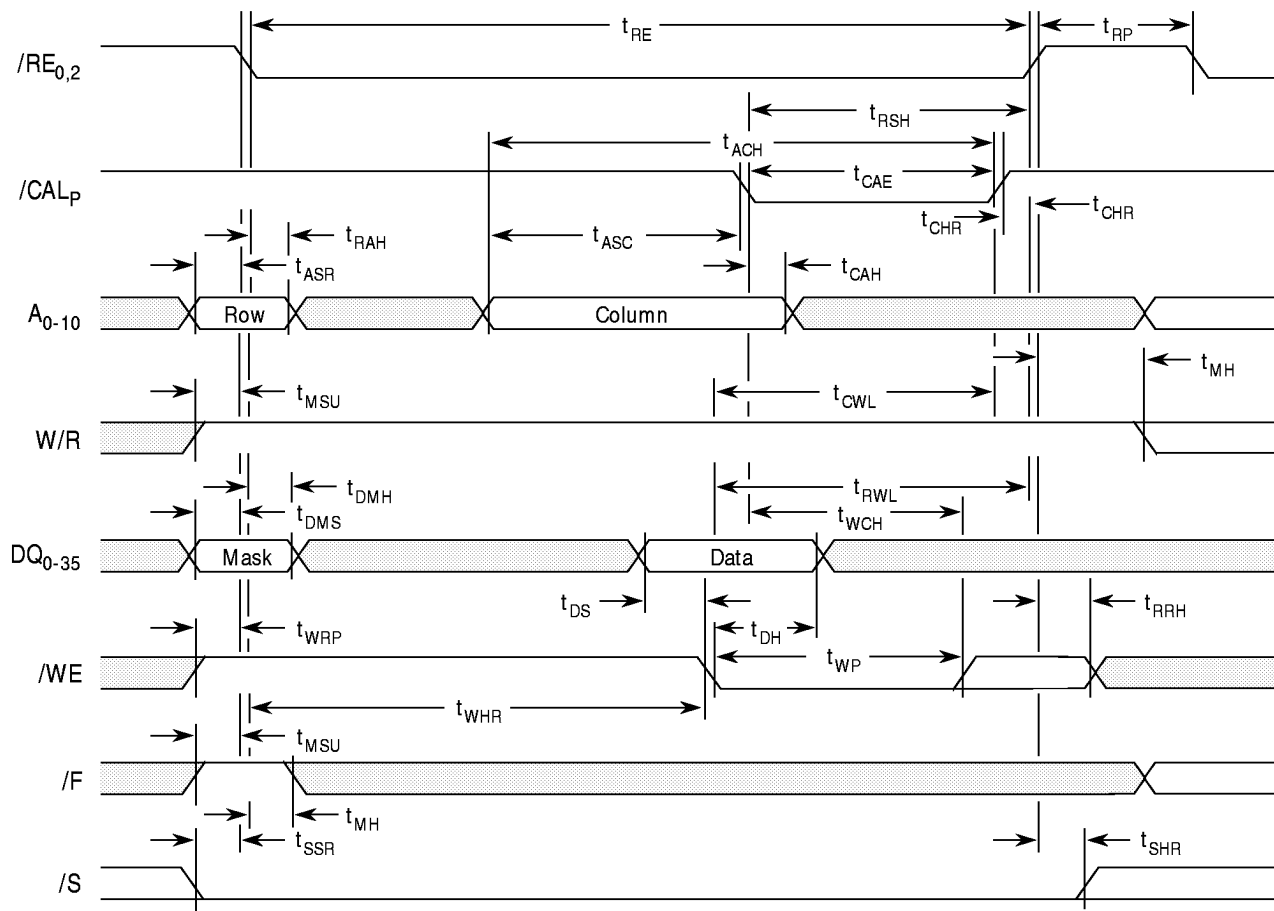 tRE
tRP
/RE0,2
tRSH
tACH
/CALP
tCAE
tCHR
tCHR
tRAH
tASC
tASR
tCAH
A0-10
Row
Column
tMSU
tCWL
tMH
W/R
tDMH
tRWL
tDMS
tWCH
DQ0-35
Mask
Data
tDS
tRRH
tWRP
tDH
/WE
tWP
tWHR
tMSU
/F
tMH
tSSR
tSHR
/S